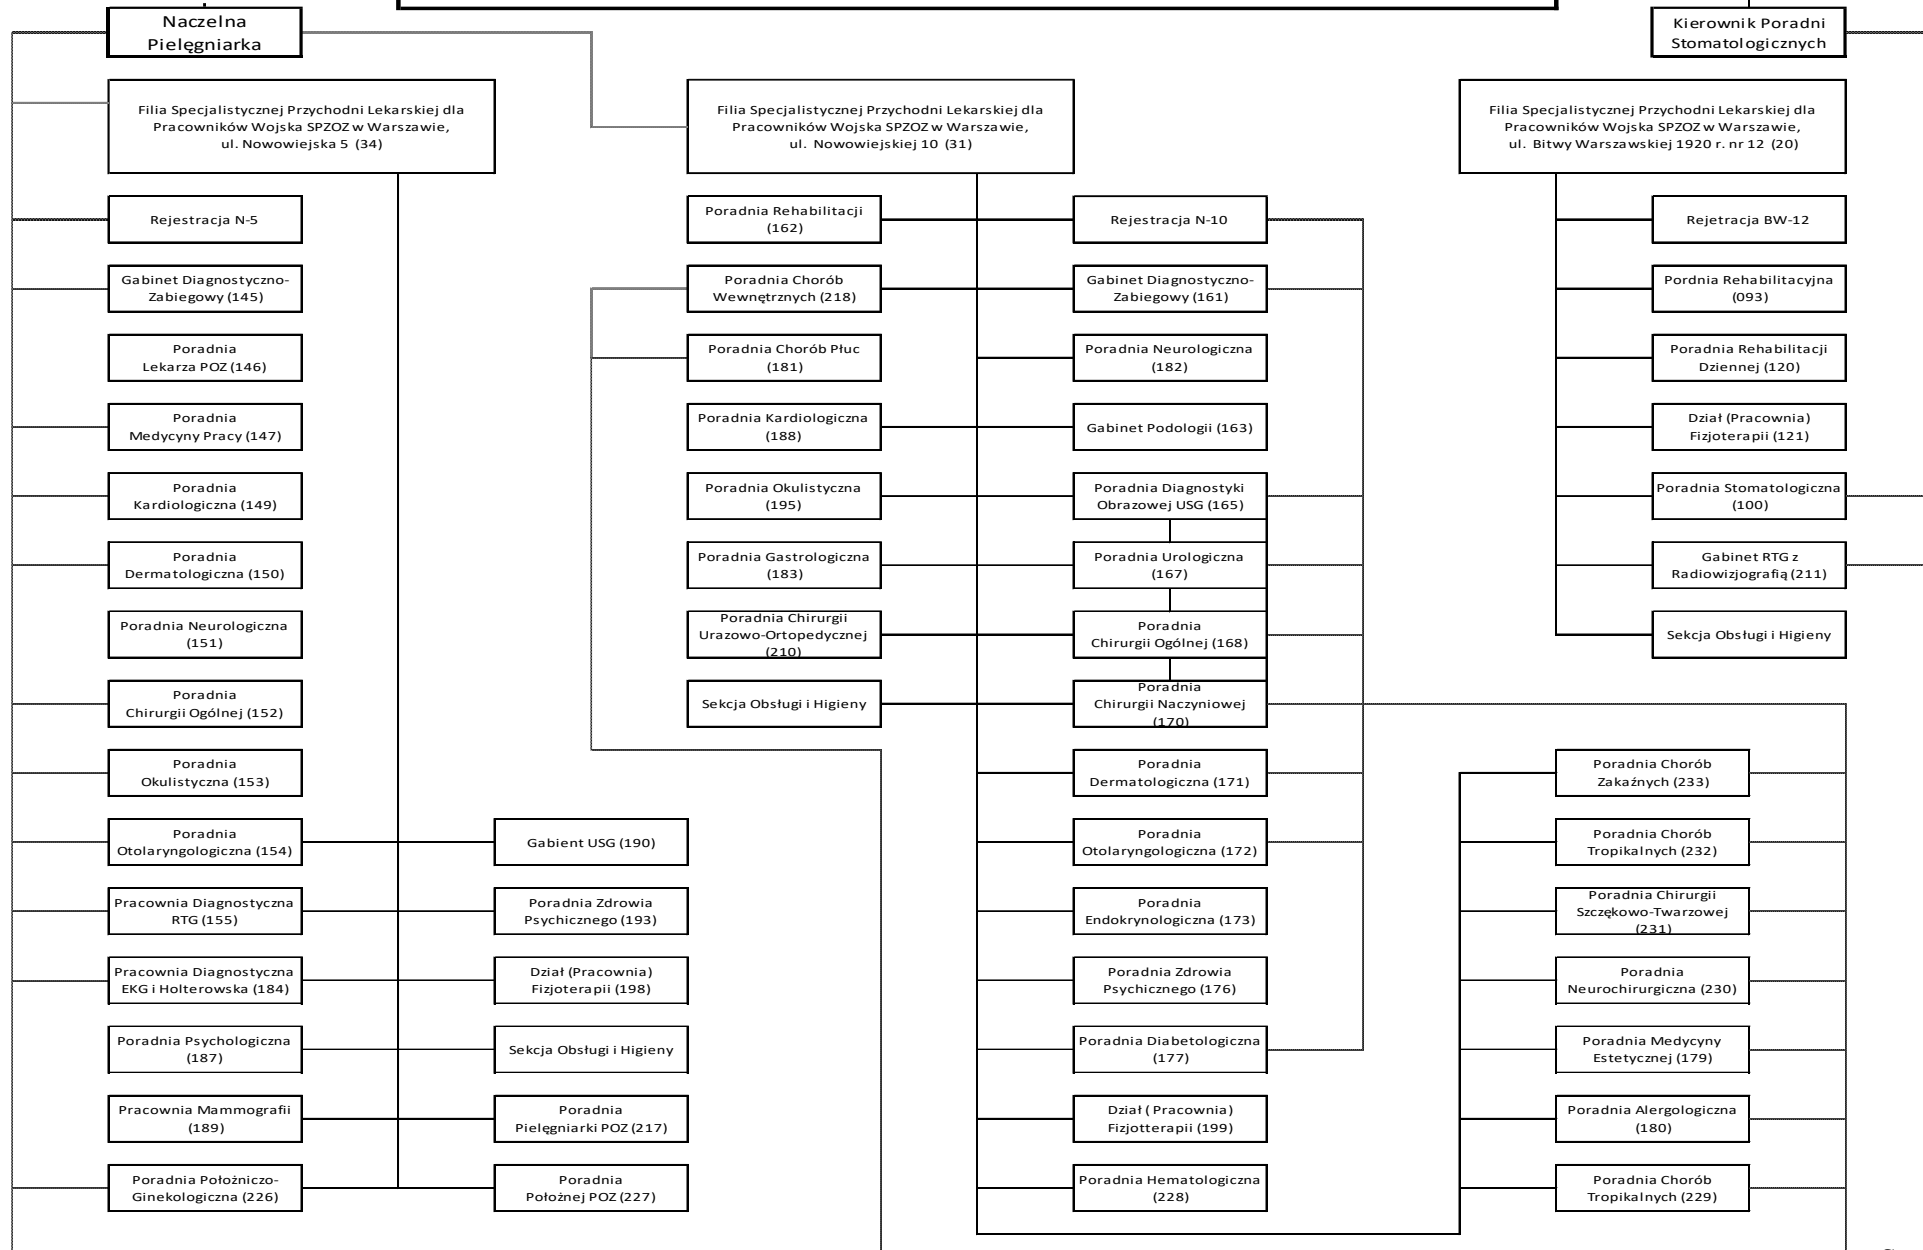 Naczelna
Pielęgniarka
Kierownik Poradni
Stomatologicznych
Filia Specjalistycznej Przychodni Lekarskiej dla
Pracowników Wojska SPZOZ w Warszawie,
ul. Nowowiejska 5 (34)
Filia Specjalistycznej Przychodni Lekarskiej dla
Pracowników Wojska SPZOZ w Warszawie,
ul. Nowowiejskiej 10 (31)
Filia Specjalistycznej Przychodni Lekarskiej dla
Pracowników Wojska SPZOZ w Warszawie,
ul. Bitwy Warszawskiej 1920 r. nr 12 (20)
Rejestracja N-5
Gabinet Diagnostyczno-
Zabiegowy (145)
Poradnia
Lekarza POZ (146)
Poradnia
Medycyny Pracy (147)
Poradnia
Kardiologiczna (149)
Poradnia
Dermatologiczna (150)
Poradnia Neurologiczna
(151)
Poradnia
Chirurgii Ogólnej (152)
Poradnia
Okulistyczna (153)
Poradnia
Otolaryngologiczna (154)
Pracownia Diagnostyczna
RTG (155)
Pracownia Diagnostyczna
EKG i Holterowska (184)
Poradnia Psychologiczna
(187)
Pracownia Mammografii
(189)
Poradnia Położniczo-
Ginekologiczna (226)
Gabient USG (190)
Poradnia Zdrowia
Psychicznego (193)
Dział (Pracownia)
Fizjoterapii (198)
Sekcja Obsługi i Higieny
Poradnia
Pielęgniarki POZ (217)
Poradnia
Położnej POZ (227)
Poradnia Rehabilitacji
(162)
Poradnia Chorób
Wewnętrznych (218)
Poradnia Chorób Płuc
(181)
Poradnia Kardiologiczna
(188)
Poradnia Okulistyczna
(195)
Poradnia Gastrologiczna
(183)
Poradnia Chirurgii
Urazowo-Ortopedycznej
(210)
Sekcja Obsługi i Higieny
Rejestracja N-10
Gabinet Diagnostyczno-
Zabiegowy (161)
Poradnia Neurologiczna
(182)
Gabinet Podologii (163)
Poradnia Diagnostyki
Obrazowej USG (165)
Poradnia Urologiczna
(167)
Poradnia
Chirurgii Ogólnej (168)
Poradnia
Chirurgii Naczyniowej
(170)
Poradnia
Dermatologiczna (171)
Poradnia
Otolaryngologiczna (172)
Poradnia
Endokrynologiczna (173)
Poradnia Zdrowia
Psychicznego (176)
Poradnia Diabetologiczna
(177)
Dział ( Pracownia)
Fizjotterapii (199)
Poradnia Hematologiczna
(228)
Rejetracja BW-12
Pordnia Rehabilitacyjna
(093)
Poradnia Rehabilitacji
Dziennej (120)
Dział (Pracownia)
Fizjoterapii (121)
Poradnia Stomatologiczna
(100)
Gabinet RTG z
Radiowizjografią (211)
Sekcja Obsługi i Higieny
Poradnia Chorób
Zakaźnych (233)
Poradnia Chorób
Tropikalnych (232)
Poradnia Chirurgii
Szczękowo-Twarzowej
(231)
Poradnia
Neurochirurgiczna (230)
Poradnia Medycyny
Estetycznej (179)
Poradnia Alergologiczna
(180)
Poradnia Chorób
Tropikalnych (229)